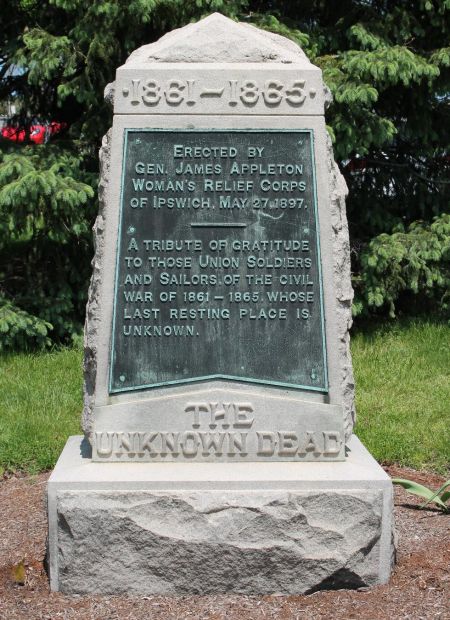 1861–1865
ERECTED BY
GEN. JAMES APPLETON
WOMAN'S RELIEF CORPS
OF IPSWICH, MAY 27, 1897.
A TRIBUTE OF GRATITUDE
TO THOSE UNION SOLDIERS
AND SAILORS, OF THE CIVIL
WAR OF 1861–1865, WHOSE
LAST RESTING PLACE IS
UNKNOWN.
THE
UNKNOWN DEAD